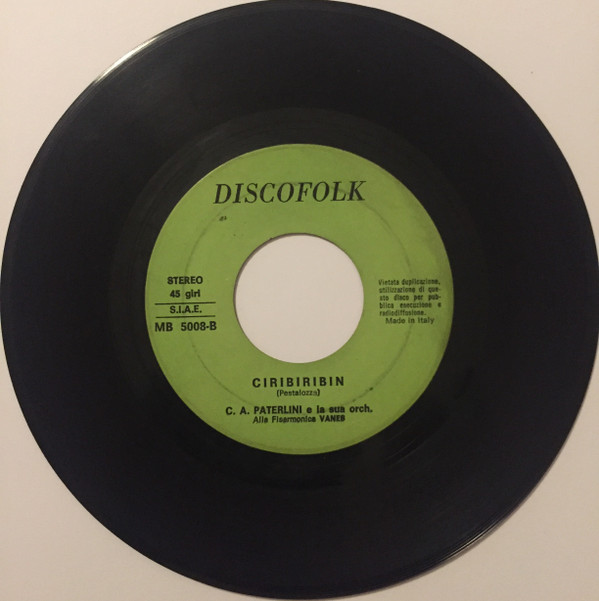 DISCOFOLK
STEREO
45 giri
S.I.A.E.
MB 5008-B
Vietata duplicazione,
utilizzazione di que-
sto disco per pub-
blica esecuzione e
radiodiffusione.
Made in Italy
CIRIBIRIBIN
(Pestalozza)
C. A. PATERLINI e la sua orch.
Alla Fisarmonica VANES